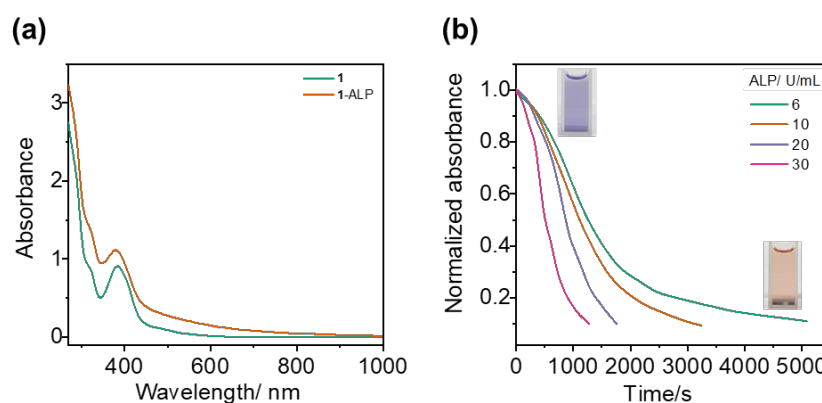 (a)
Absorbance
3
2
1
0
400
600
800
1000
Wavelength/ nm
1
1-ALP
(b)
Normalized absorbance
1.0
0.8
0.6
0.4
0.2
0 1000 2000 3000 4000 5000
Time/s
ALP/ U/mL
6
10
20
30